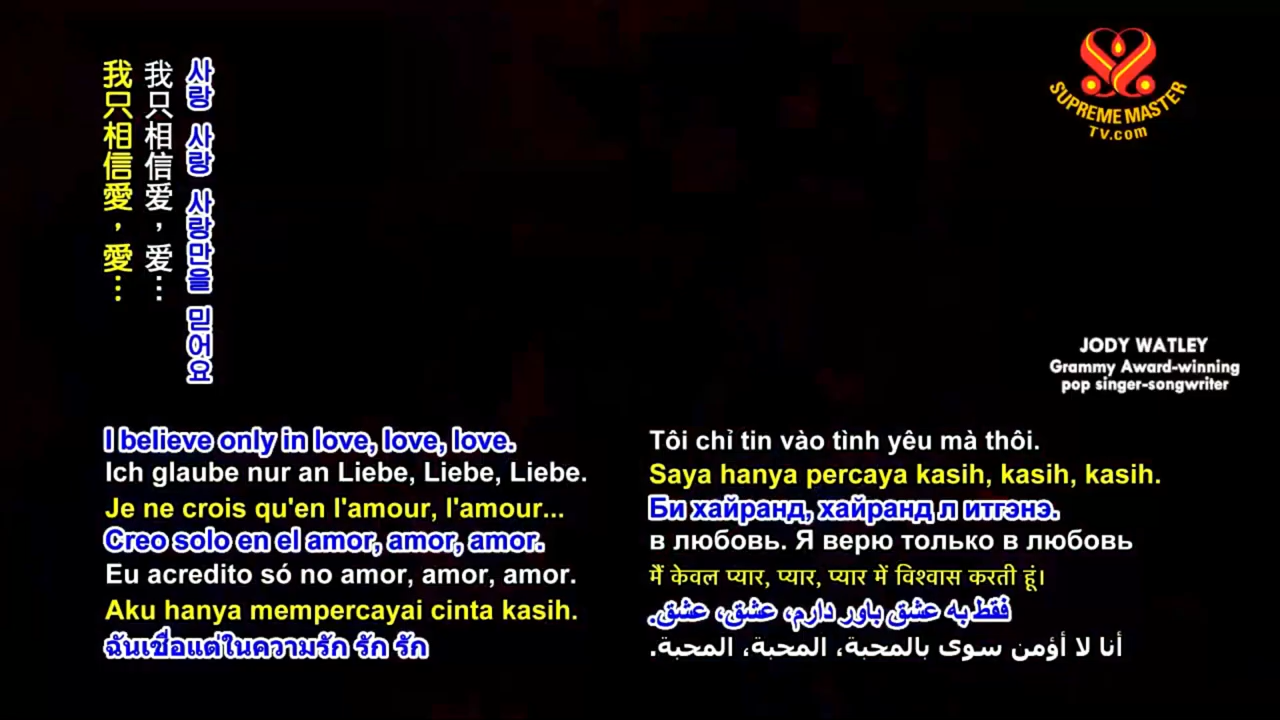 我只相信愛，愛…
我只相信爱，爱…
사랑 사랑 사랑만을 믿어요
SUPREME MASTER
TV.com
JODY WATLEY
Grammy Award-winning
pop singer-songwriter
I believe only in love, love, love.
Ich glaube nur an Liebe, Liebe, Liebe.
Je ne crois qu'en l'amour, l'amour...
Creo solo en el amor, amor, amor.
Eu acredito só no amor, amor, amor.
Aku hanya mempercayai cinta kasih.
ฉันเชื่อแต่ในความรัก รัก รัก
Tôi chỉ tin vào tình yêu mà thôi.
Saya hanya percaya kasih, kasih, kasih.
Би хайранд, хайранд л итгэнэ.
в любовь. Я верю только в любовь
मैं केवल प्यार, प्यार, प्यार में विश्वास करती हूं।
فقط به عشق باور دارم، عشق، عشق.
أنا لا أؤمن سوى بالمحبة، المحبة، المحبة.